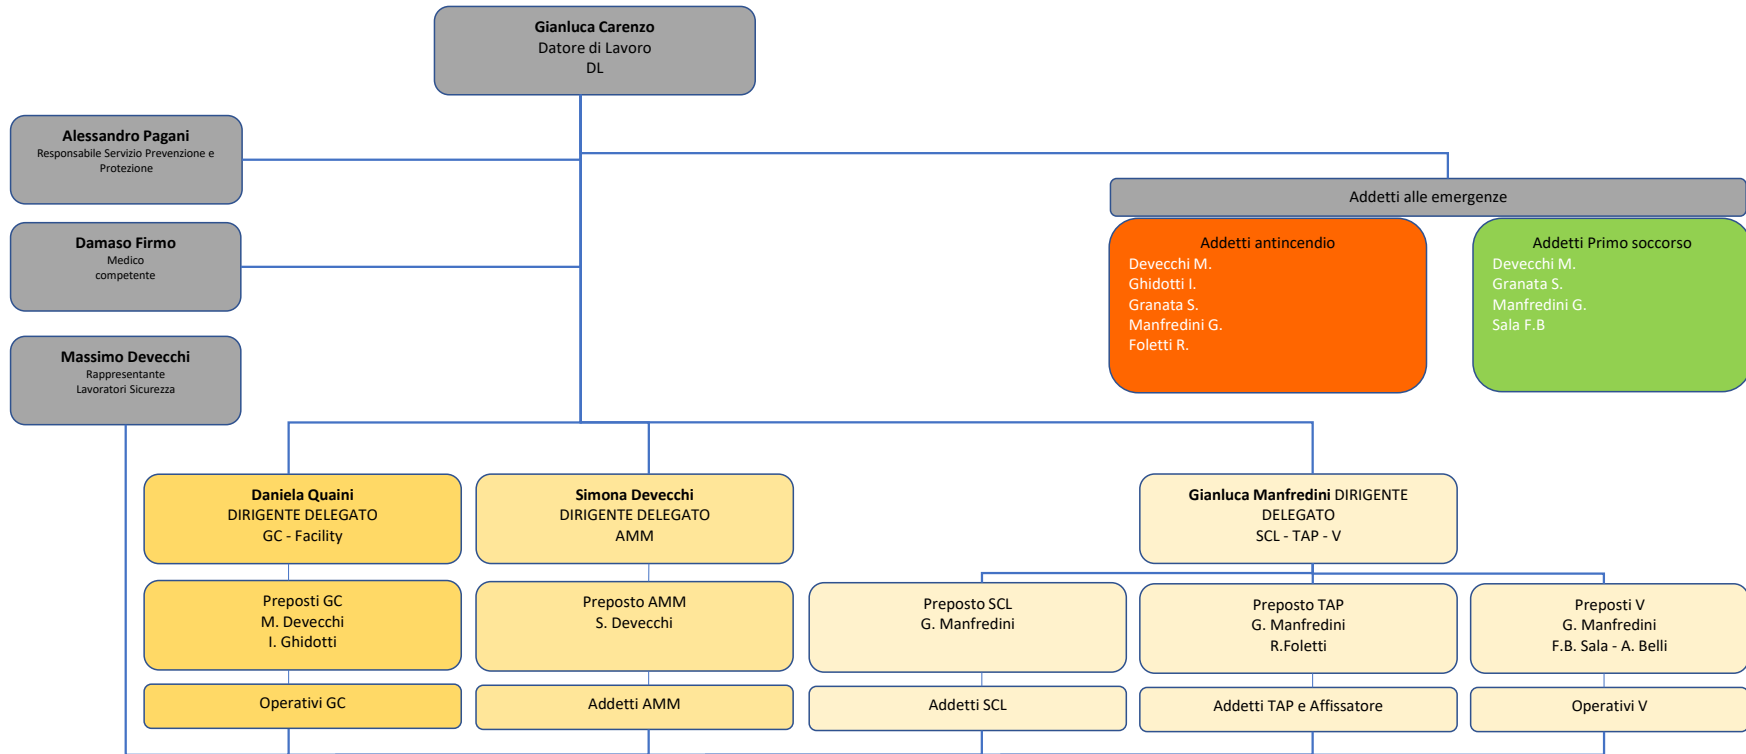 Gianluca Carenzo
Datore di Lavoro
DL
Alessandro Pagani
Responsabile Servizio Prevenzione e
Protezione
Addetti alle emergenze
Damaso Firmo
Medico
competente
Addetti antincendio
Devecchi M.
Ghidotti I.
Granata S.
Manfredini G.
Foletti R.
Addetti Primo soccorso
Devecchi M.
Granata S.
Manfredini G.
Sala F.B
Massimo Devecchi
Rappresentante
Lavoratori Sicurezza
Daniela Quaini
DIRIGENTE DELEGATO
GC - Facility
Simona Devecchi
DIRIGENTE DELEGATO
AMM
Gianluca Manfredini DIRIGENTE
DELEGATO
SCL - TAP - V
Preposti GC
M. Devecchi
I. Ghidotti
Preposto AMM
S. Devecchi
Preposto SCL
G. Manfredini
Preposto TAP
G. Manfredini
R.Foletti
Preposti V
G. Manfredini
F.B. Sala - A. Belli
Operativi GC
Addetti AMM
Addetti SCL
Addetti TAP e Affissatore
Operativi V